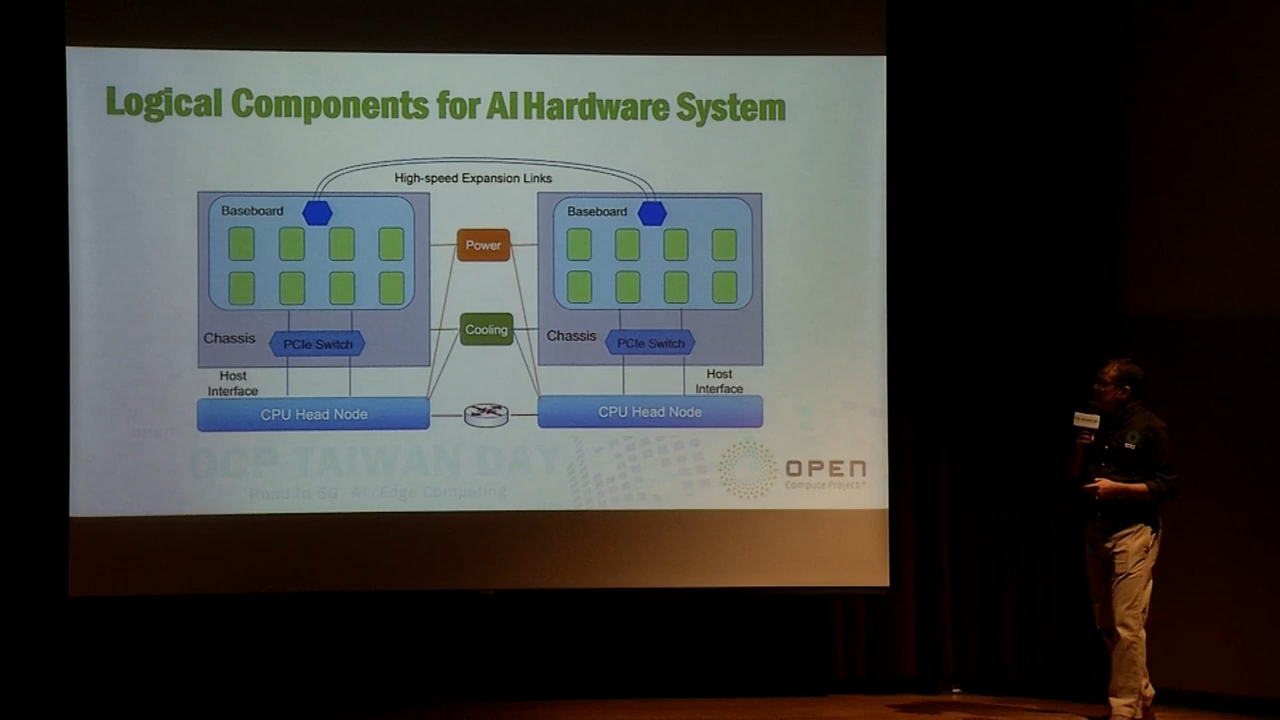 Logical Components for AI Hardware System
High-speed Expansion Links
Baseboard
Baseboard
Power
Cooling
Chassis
PCIe Switch
Chassis
PCIe Switch
Host
Interface
Host
Interface
CPU Head Node
CPU Head Node
OCP TAIWAN DAY
Road to 5G · AI · Edge Computing
OPEN
Compute Project